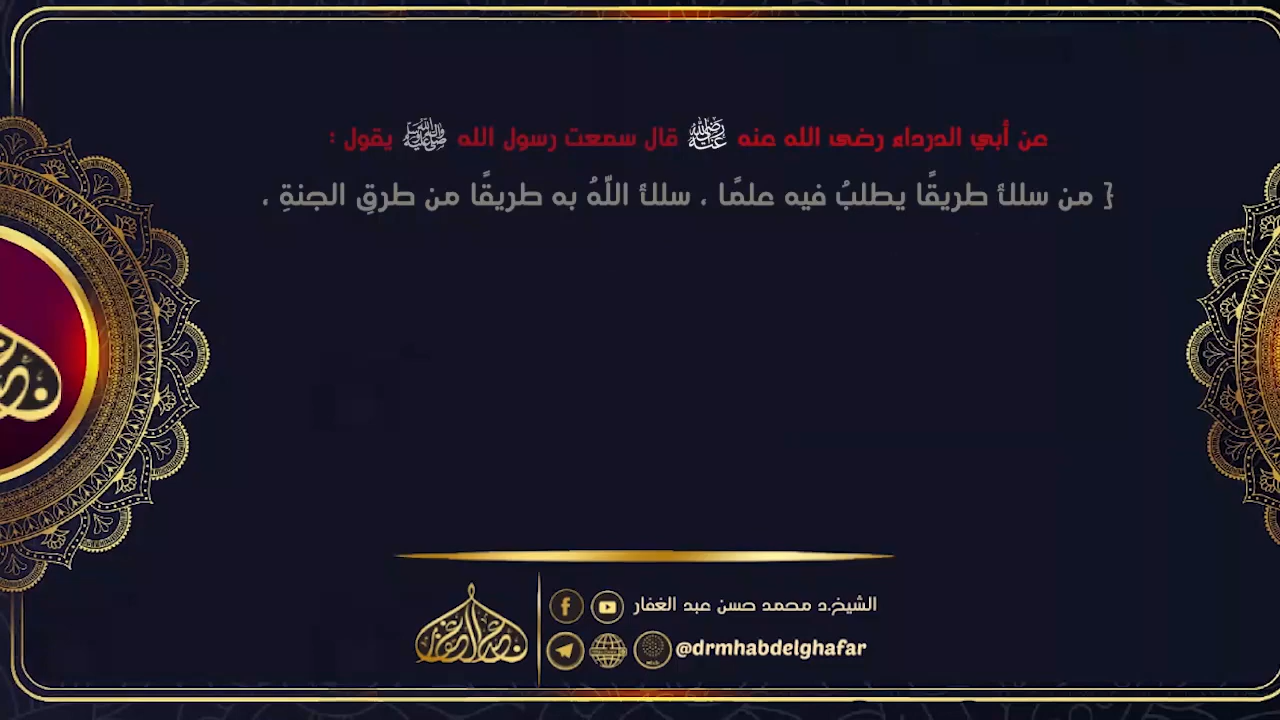 عن أبي الدرداء رضى الله عنه ﵁ قال سمعت رسول الله ﷺ يقول :
{ من سلك طريقًا يطلبُ فيه علمًا ، سلك اللّهُ به طريقًا من طرقِ الجنةِ ،
الشيخ.د محمد حسن عبد الغفار
@drmhabdelghafar